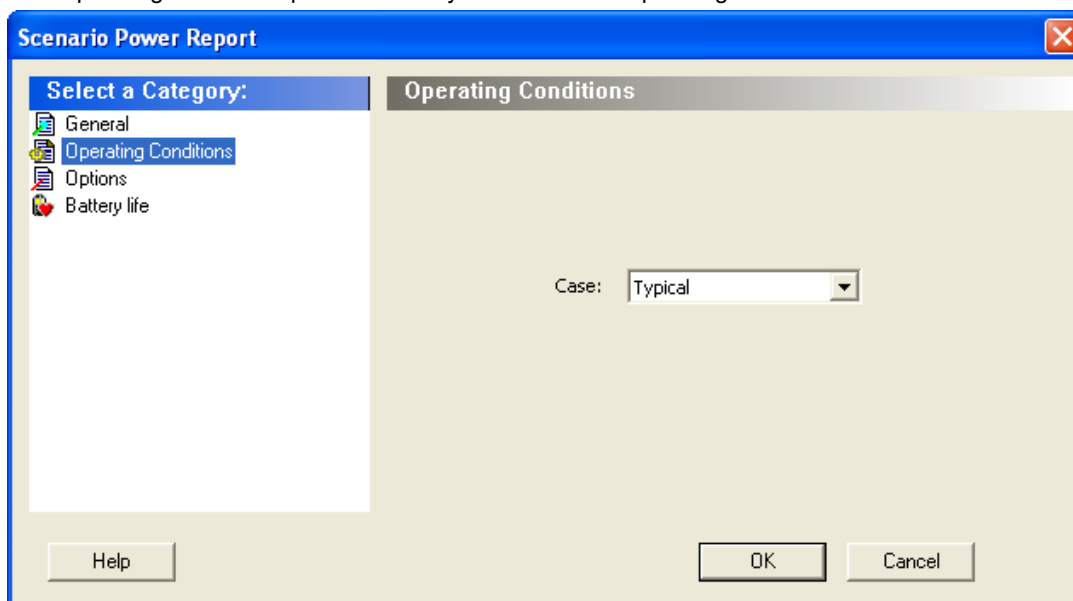 Scenario Power Report
Select a Category:
General
Operating Conditions
Options
Battery life
Operating Conditions
Case: Typical
Help
OK
Cancel